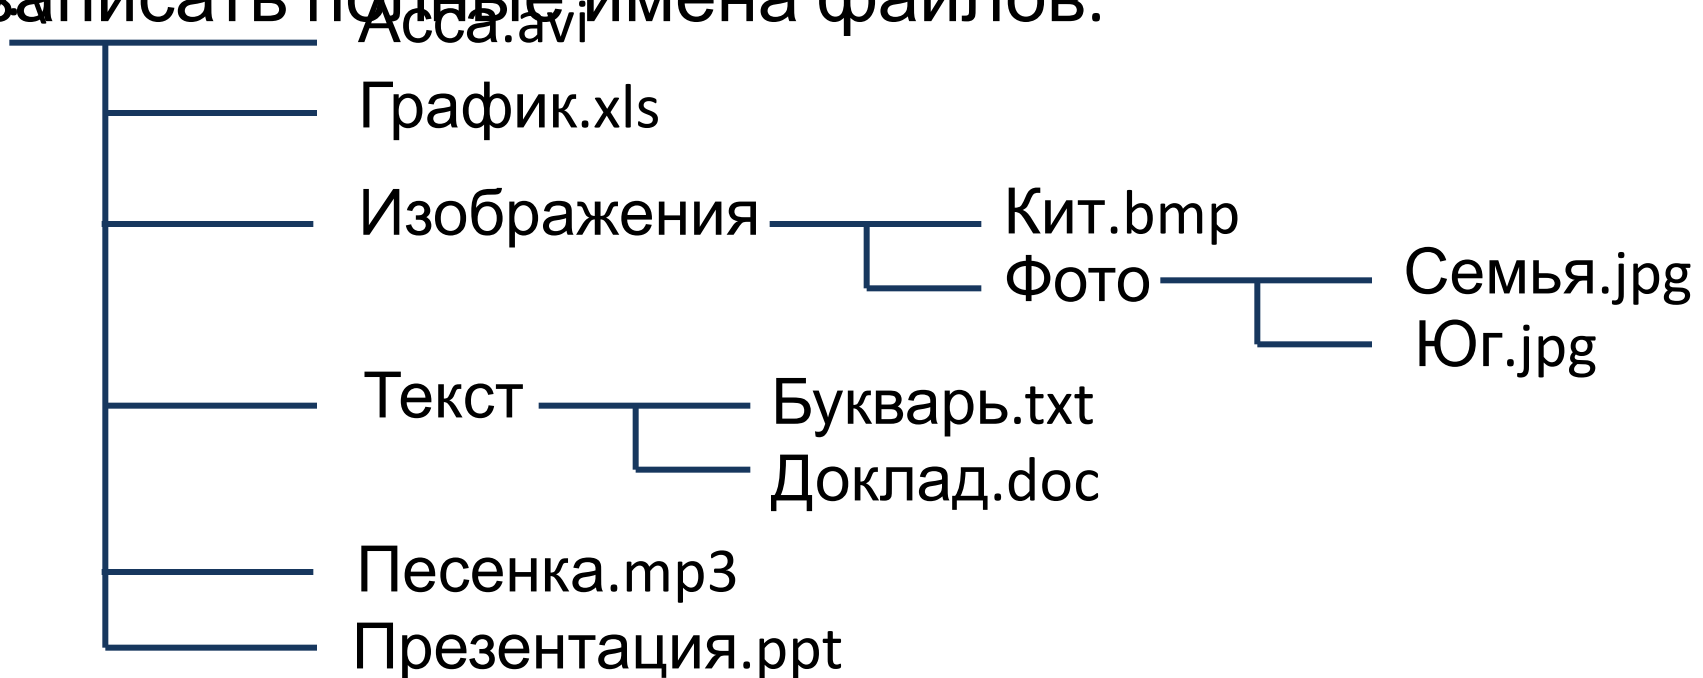 записать полные имена файлов.
Асса.avi
График.xls
Изображения
Кит.bmp
Фото
Семья.jpg
Юг.jpg
Текст
Букварь.txt
Доклад.doc
Песенка.mp3
Презентация.ppt